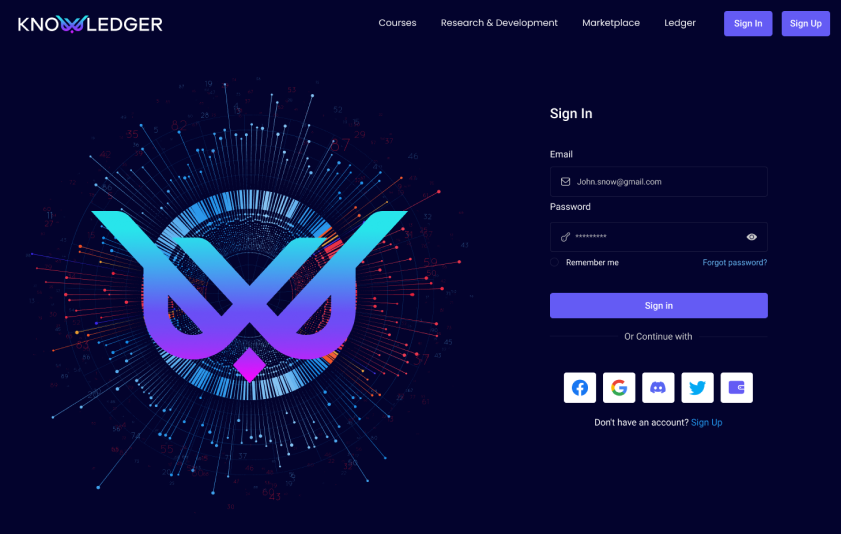 KNOWLEDGER
Courses Research & Development Marketplace Ledger Sign In Sign Up
Sign In
Email
John.snow@gmail.com
Password
*********
Remember me Forgot password?
Sign in
Or Continue with
Don't have an account? Sign Up